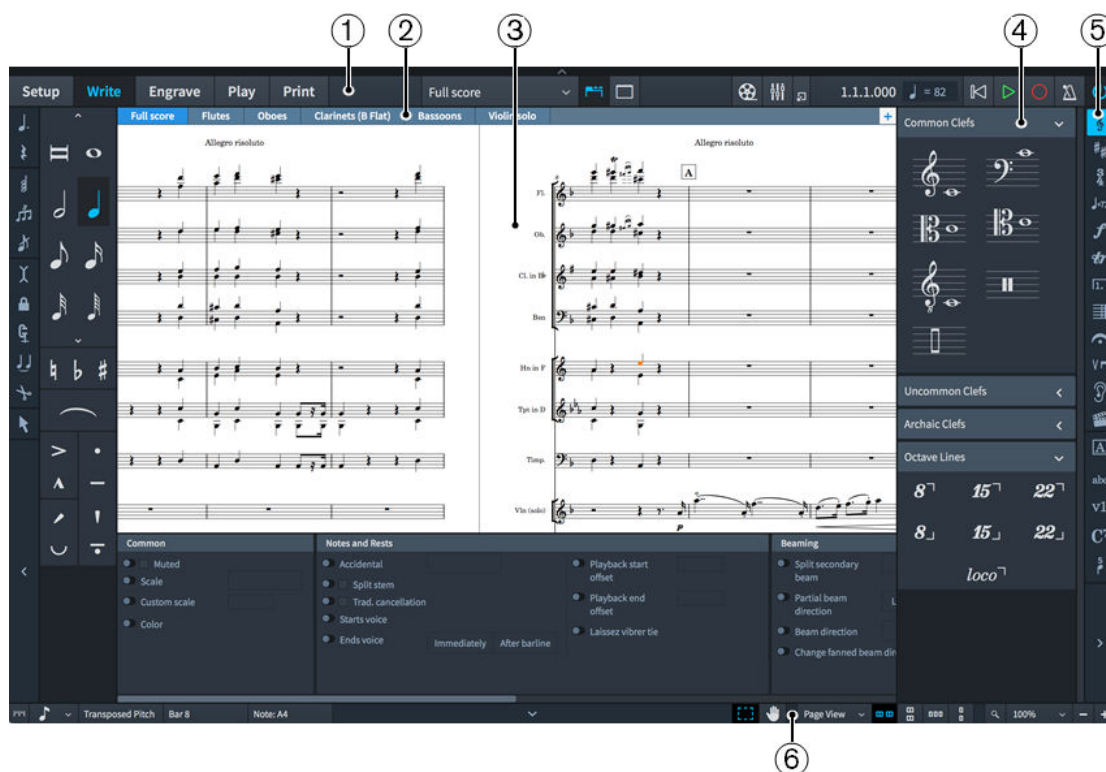 ① ② ③ ④ ⑤
Setup Write Engrave Play Print Full score 1.1.1.000 = 82
Full score Flutes Oboes Clarinets (B Flat) Bassoons Violin solo +
Common Clefs
Allegro risoluto Allegro risoluto
A
Fl.
Ob.
Cl. in B♭
Bsn
Hn in F
Uncommon Clefs
Tpt in D
Archaic Clefs
Octave Lines
Timp.
8 15 22
Vln (solo)
p
8 15 22
loco
Common Notes and Rests Beaming
Muted Accidental Playback start offset Split secondary beam
Scale Split stem
Custom scale Trad. cancellation Playback end offset Partial beam direction
Color Starts voice
Ends voice Immediately After barline Laissez vibrer tie Beam direction
Change fanned beam dire
Transposed Pitch Bar 8 Note: A4 Page View 100%
⑥